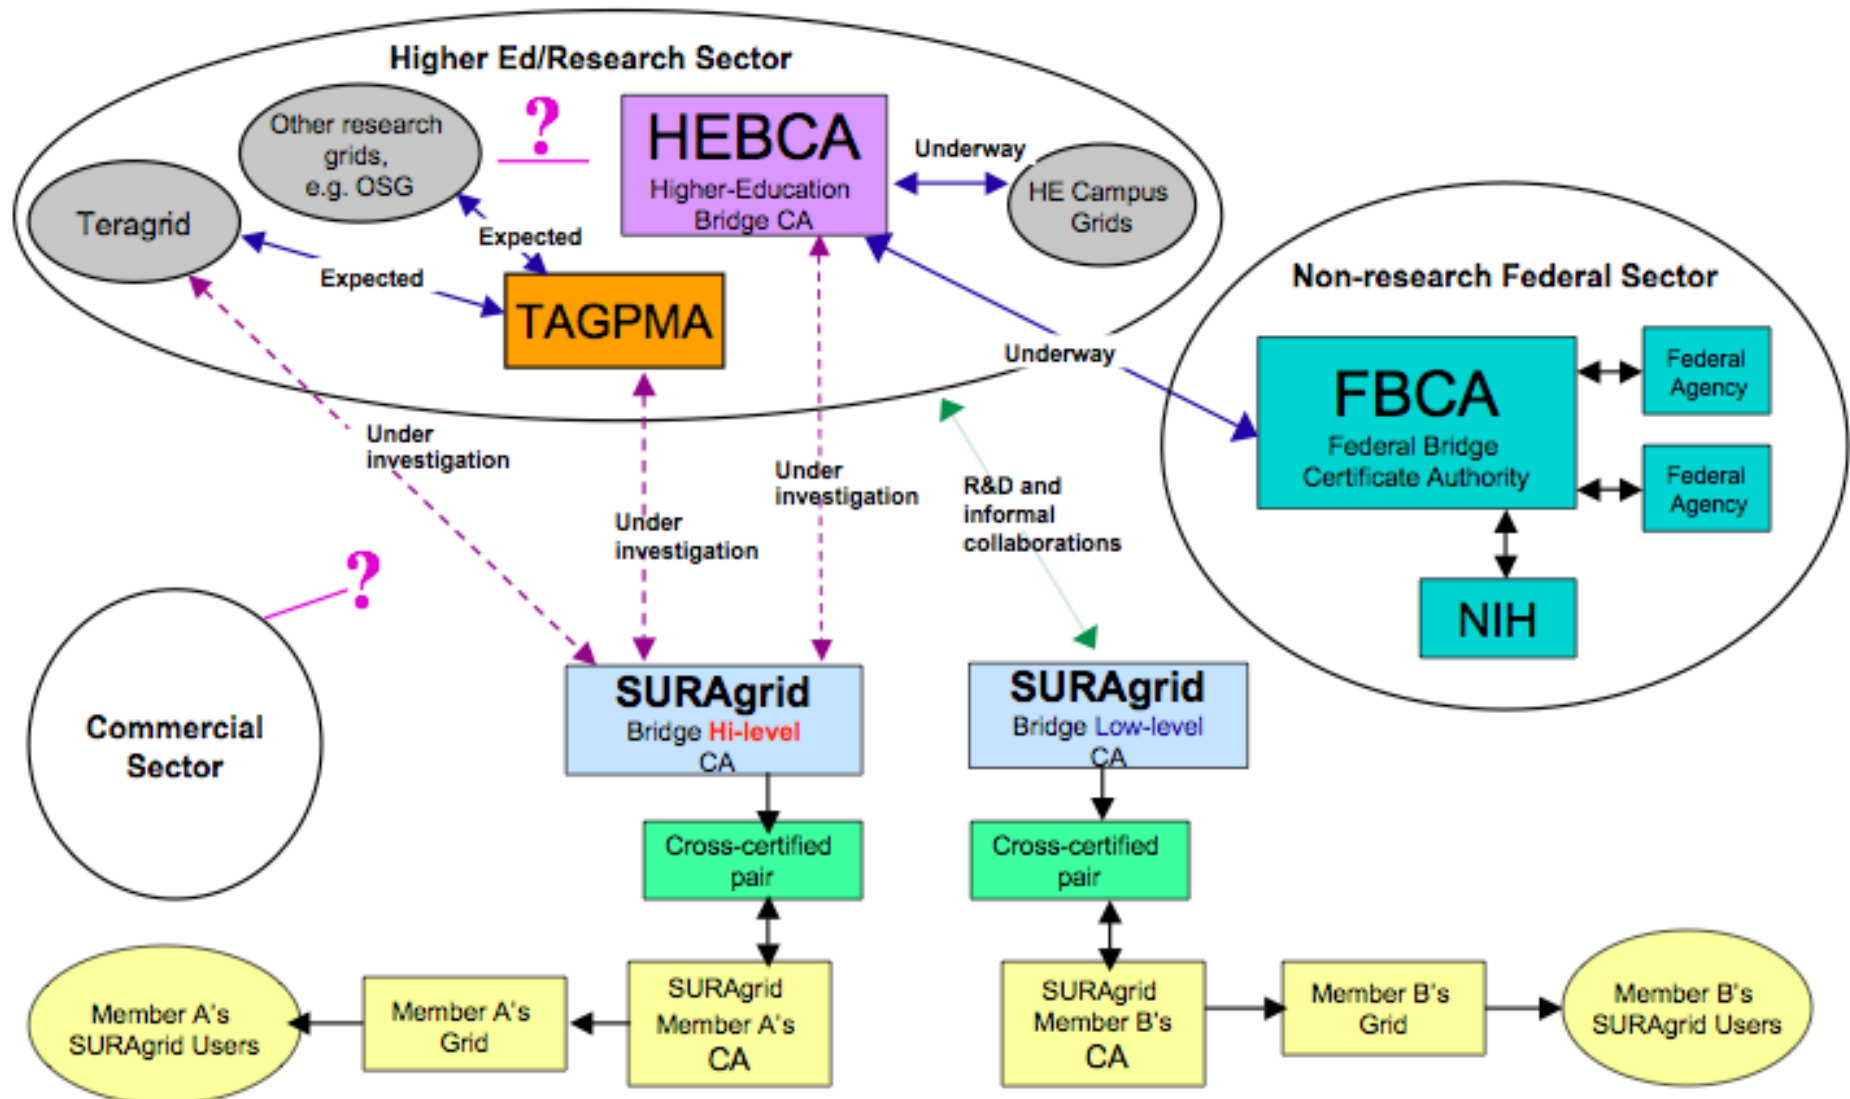 Higher Ed/Research Sector
Other research
grids,
e.g. OSG
?
HEBCA
Higher-Education
Bridge CA
Underway
HE Campus
Grids
Teragrid
Expected
Expected
TAGPMA
Underway
Non-research Federal Sector
FBCA
Federal Bridge
Certificate Authority
Federal
Agency
Federal
Agency
NIH
Under
investigation
Under
investigation
Under
investigation
R&D and
informal
collaborations
?
Commercial
Sector
SURAgrid
Bridge Hi-level
CA
SURAgrid
Bridge Low-level
CA
Cross-certified
pair
Cross-certified
pair
Member A's
SURAgrid Users
Member A's
Grid
SURAgrid
Member A's
CA
SURAgrid
Member B's
CA
Member B's
Grid
Member B's
SURAgrid Users